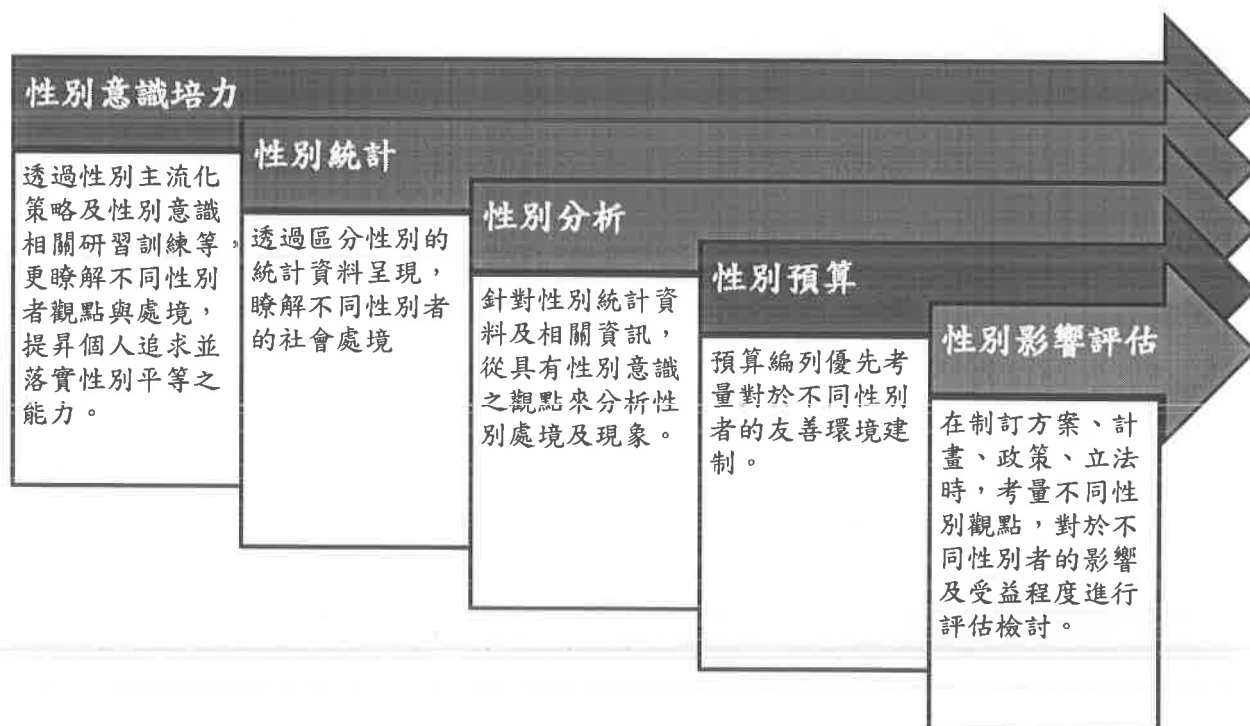 性別意識培力
透過性別主流化
策略及性別意識
相關研習訓練等，
更瞭解不同性別
者觀點與處境，
提昇個人追求並
落實性別平等之
能力。
性別統計
透過區分性別的
統計資料呈現，
瞭解不同性別者
的社會處境
性別分析
針對性別統計資
料及相關資訊，
從具有性別意識
之觀點來分析性
別處境及現象。
性別預算
預算編列優先考
量對於不同性別
者的友善環境建
制。
性別影響評估
在制訂方案、計
畫、政策、立法
時，考量不同性
別觀點，對於不
同性別者的影響
及受益程度進行
評估檢討。